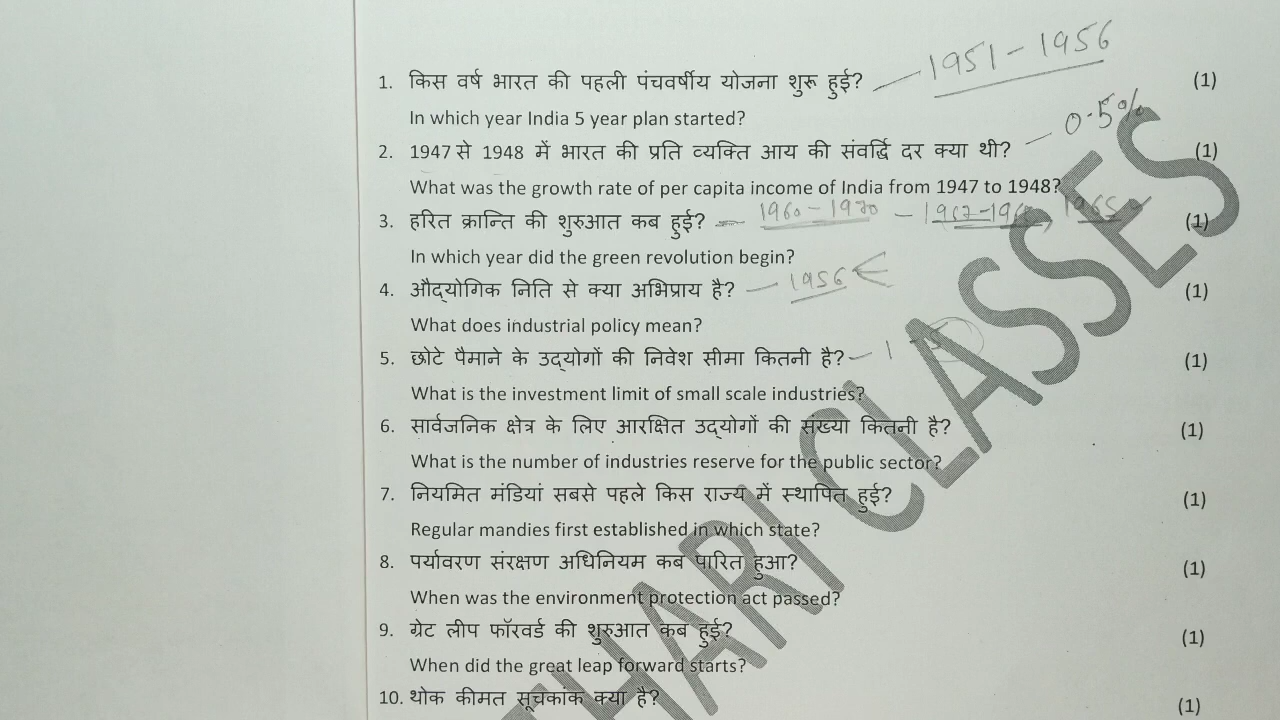 1951-1956
1. किस वर्ष भारत की पहली पंचवर्षीय योजना शुरू हुई? (1)
In which year India 5 year plan started?
0.5%
2. 1947 से 1948 में भारत की प्रति व्यक्ति आय की संवर्द्धि दर क्या थी? (1)
What was the growth rate of per capita income of India from 1947 to 1948?
3. हरित क्रान्ति की शुरुआत कब हुई? — 1960-1970 — (1)
In which year did the green revolution begin?
4. औद्योगिक निति से क्या अभिप्राय है? — 1956 (1)
What does industrial policy mean?
5. छोटे पैमाने के उद्योगों की निवेश सीमा कितनी है? — 1-5 (1)
What is the investment limit of small scale industries?
6. सार्वजनिक क्षेत्र के लिए आरक्षित उद्योगों की संख्या कितनी है? (1)
What is the number of industries reserve for the public sector?
7. नियमित मंडियां सबसे पहले किस राज्य में स्थापित हुई? (1)
Regular mandies first established in which state?
8. पर्यावरण संरक्षण अधिनियम कब पारित हुआ? (1)
When was the environment protection act passed?
9. ग्रेट लीप फॉरवर्ड की शुरुआत कब हुई? (1)
When did the great leap forward starts?
10. थोक कीमत सूचकांक क्या है? (1)
THARI CLASSES